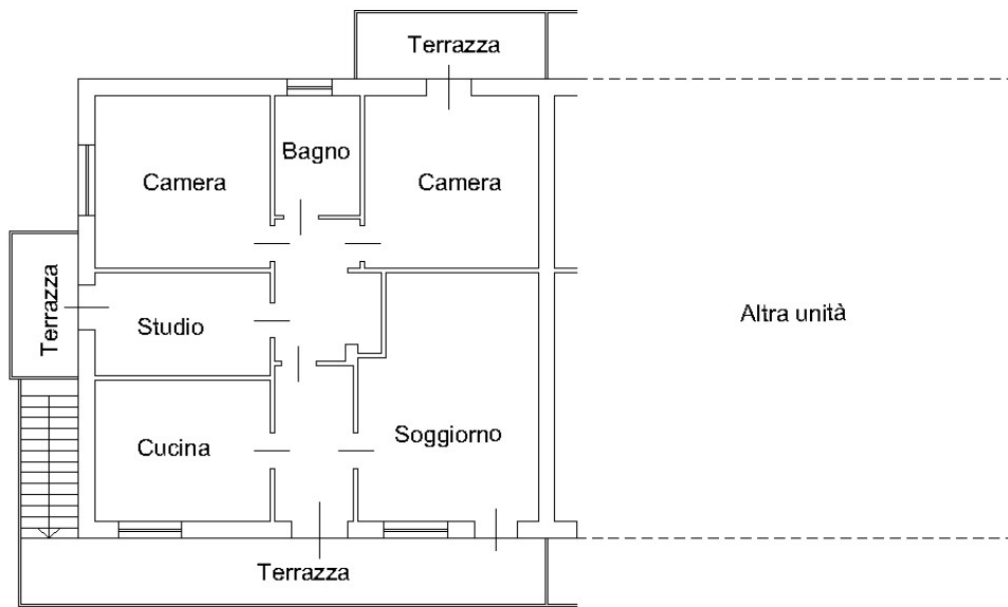 Terrazza
Bagno
Camera
Camera
Terrazza
Studio
Altra unità
Cucina
Soggiorno
Terrazza